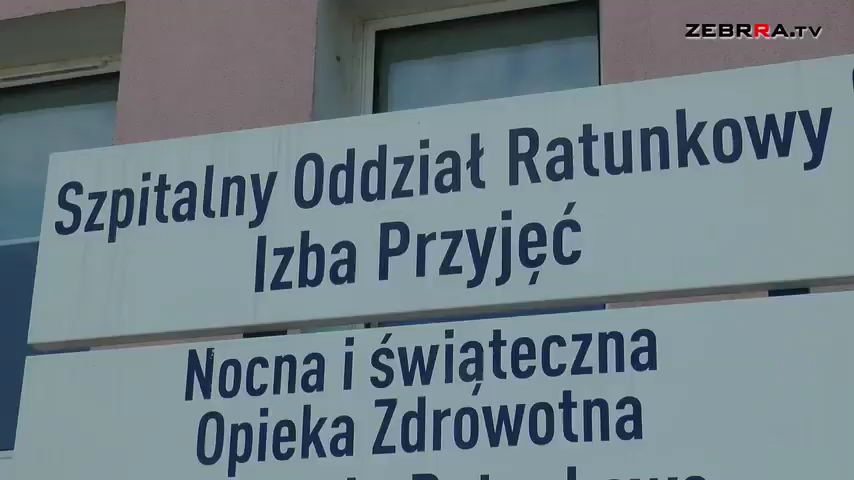 ZEBRRA.TV
Szpitalny Oddział Ratunkowy
Izba Przyjęć
Nocna i świąteczna
Opieka Zdrowotna